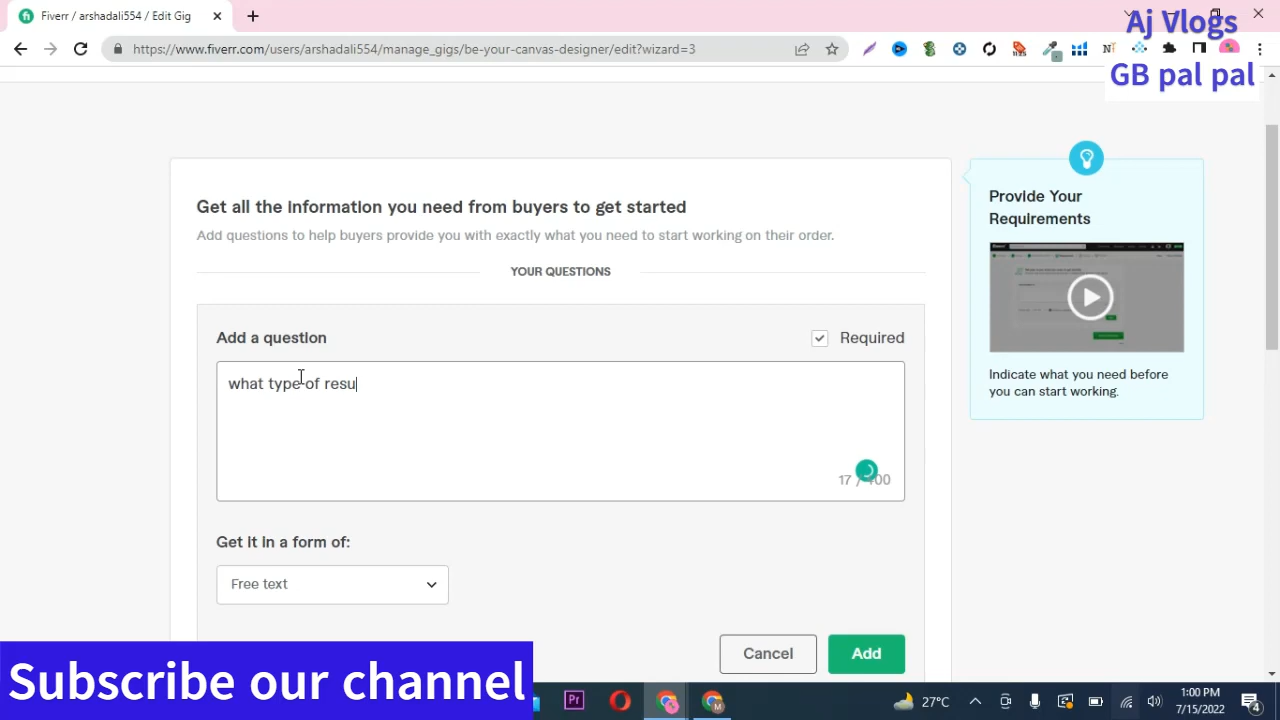 Fiverr / arshadali554 / Edit Gig
Aj Vlogs
https://www.fiverr.com/users/arshadali554/manage_gigs/be-your-canvas-designer/edit?wizard=3
GB pal pal
Get all the information you need from buyers to get started
Add questions to help buyers provide you with exactly what you need to start working on their order.
YOUR QUESTIONS
Add a question
Required
what type of resu
17 / 400
Get it in a form of:
Free text
Cancel
Add
Provide Your
Requirements
Indicate what you need before
you can start working.
Subscribe our channel
27°C
1:00 PM
7/15/2022
4